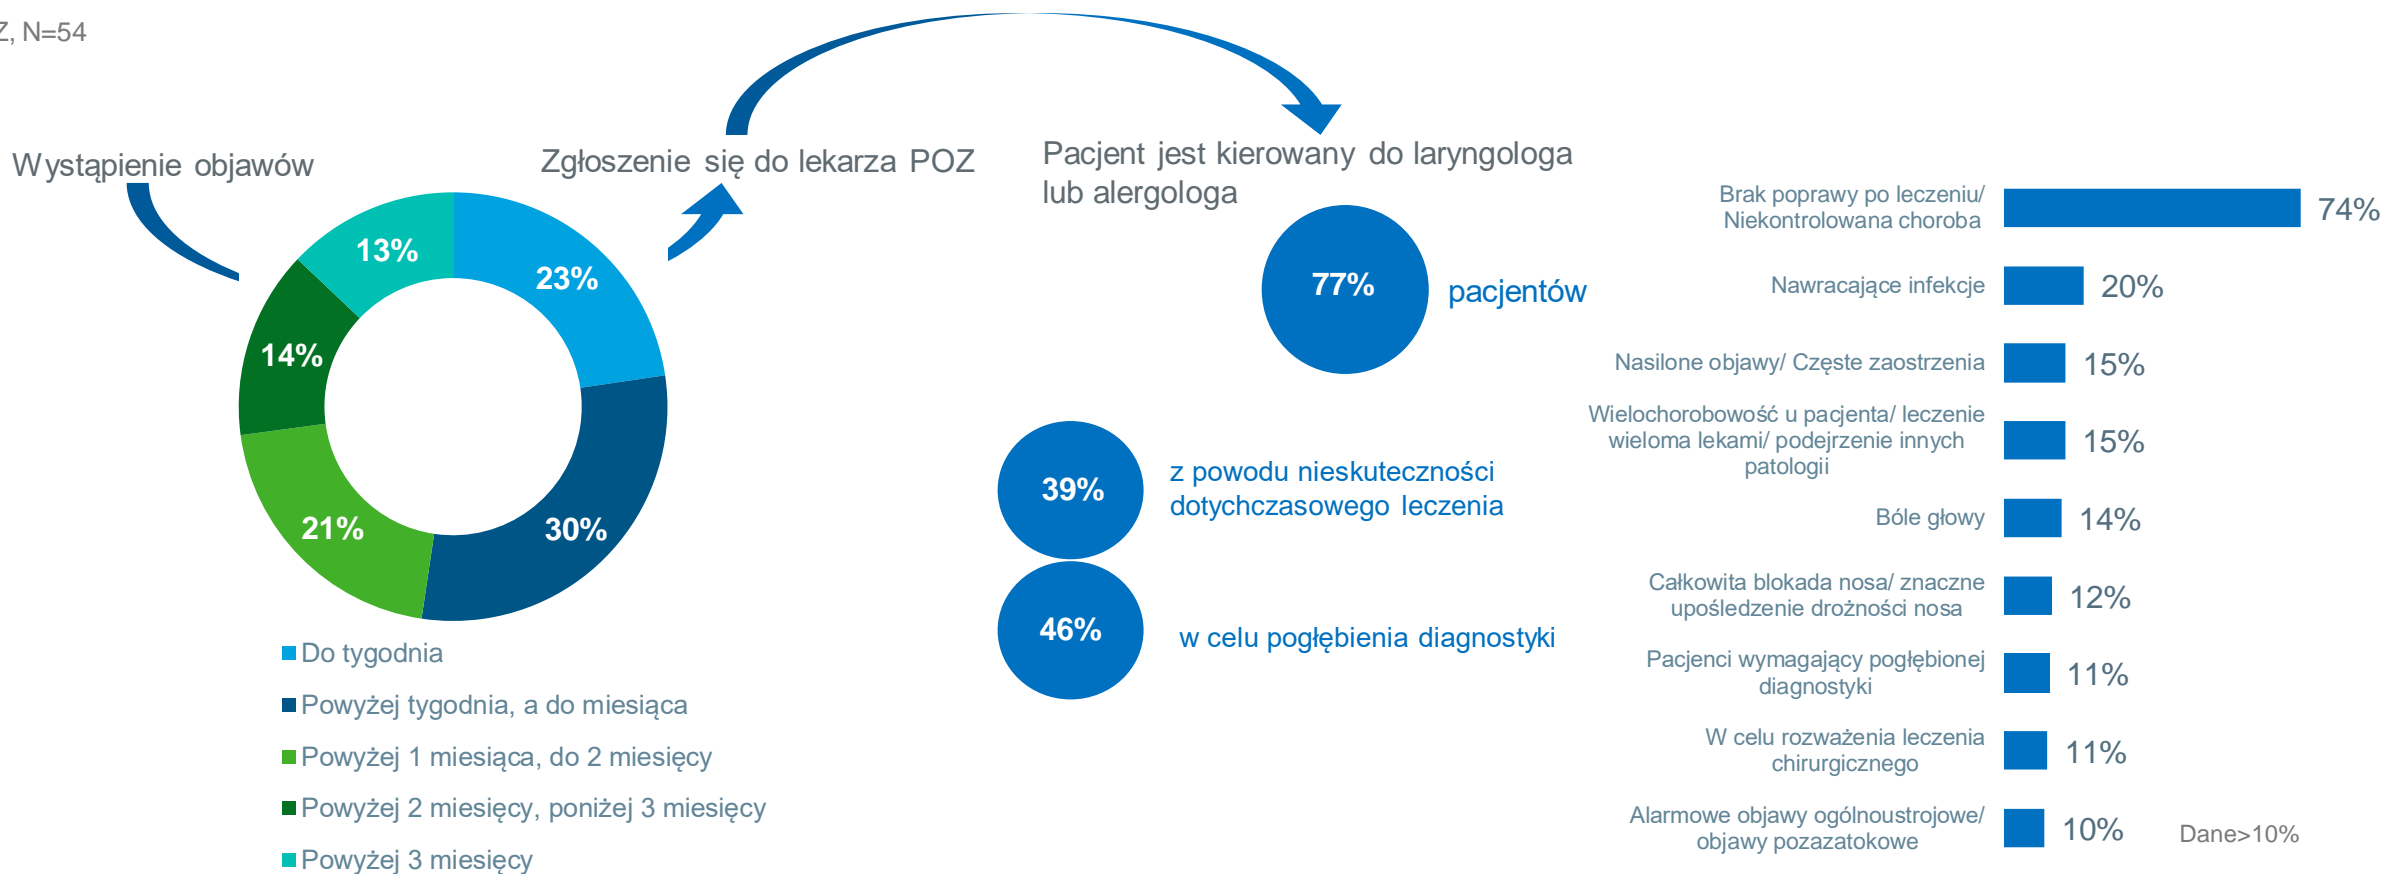 Z, N=54
Wystąpienie objawów
Zgłoszenie się do lekarza POZ
Pacjent jest kierowany do laryngologa
lub alergologa
13%
23%
14%
21%
30%
Do tygodnia
Powyżej tygodnia, a do miesiąca
Powyżej 1 miesiąca, do 2 miesięcy
Powyżej 2 miesięcy, poniżej 3 miesięcy
Powyżej 3 miesięcy
77%
pacjentów
39%
z powodu nieskuteczności
dotychczasowego leczenia
46%
w celu pogłębienia diagnostyki
Brak poprawy po leczeniu/
Niekontrolowana choroba
74%
Nawracające infekcje
20%
Nasilone objawy/ Częste zaostrzenia
15%
Wielochorobowość u pacjenta/ leczenie
wieloma lekami/ podejrzenie innych
patologii
15%
Bóle głowy
14%
Całkowita blokada nosa/ znaczne
upośledzenie drożności nosa
12%
Pacjenci wymagający pogłębionej
diagnostyki
11%
W celu rozważenia leczenia
chirurgicznego
11%
Alarmowe objawy ogólnoustrojowe/
objawy pozazatokowe
10%
Dane>10%